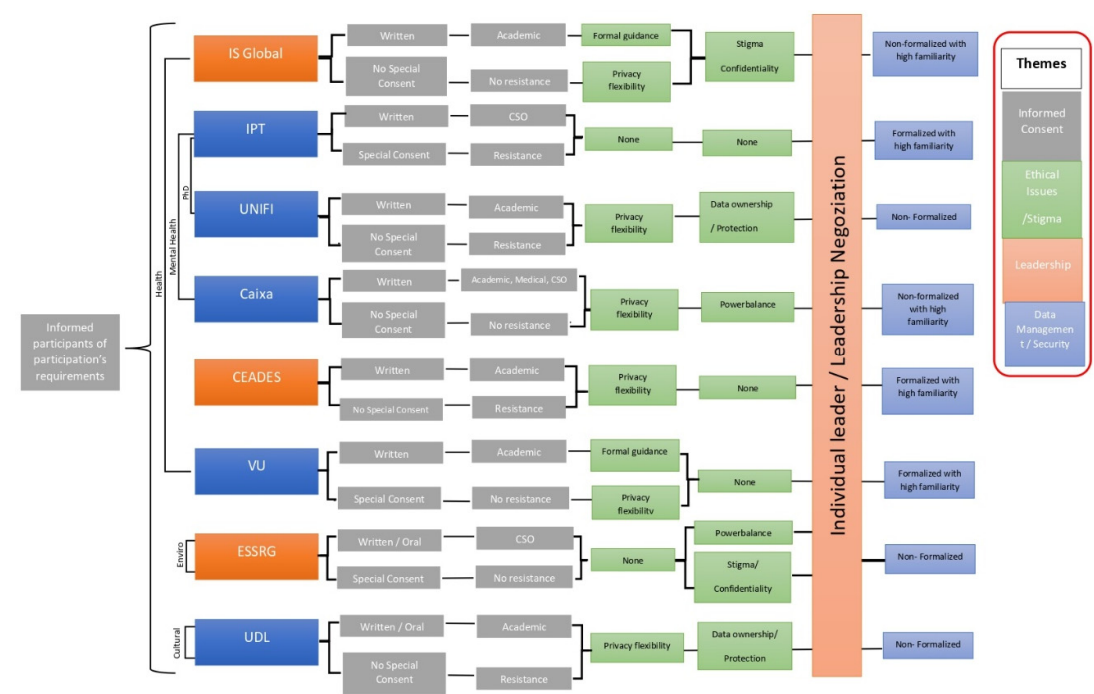 Informed
participants of
participation's
requirements
Health
Mental Health
PhD
Enviro
Cultural
IS Global
Written
Academic
Formal guidance
No Special
Consent
No resistance
Privacy
flexibility
Stigma
Confidentiality
Non-formalized with
high familiarity
IPT
Written
CSO
Special Consent
Resistance
None
None
Formalized with
high familiarity
UNIFI
Written
Academic
No Special
Consent
Resistance
Privacy
flexibility
Data ownership
/ Protection
Non- Formalized
Caixa
Written
Academic, Medical, CSO
No Special
Consent
No resistance
Privacy
flexibility
Powerbalance
Non-formalized
with high
familiarity
CEADES
Written
Academic
No Special Consent
Resistance
Privacy
flexibility
None
Formalized with
high familiarity
VU
Written
Academic
Formal guidance
Special Consent
No resistance
Privacy
flexibility
None
Formalized with
high familiarity
ESSRG
Written / Oral
CSO
Special Consent
No resistance
None
Powerbalance
Stigma/
Confidentiality
Non- Formalized
UDL
Written / Oral
Academic
No Special
Consent
Resistance
Privacy flexibility
Data ownership/
Protection
Non- Formalized
Individual leader / Leadership Negoziation
Themes
Informed
Consent
Ethical
Issues
/Stigma
Leadership
Data
Managemen
t / Security